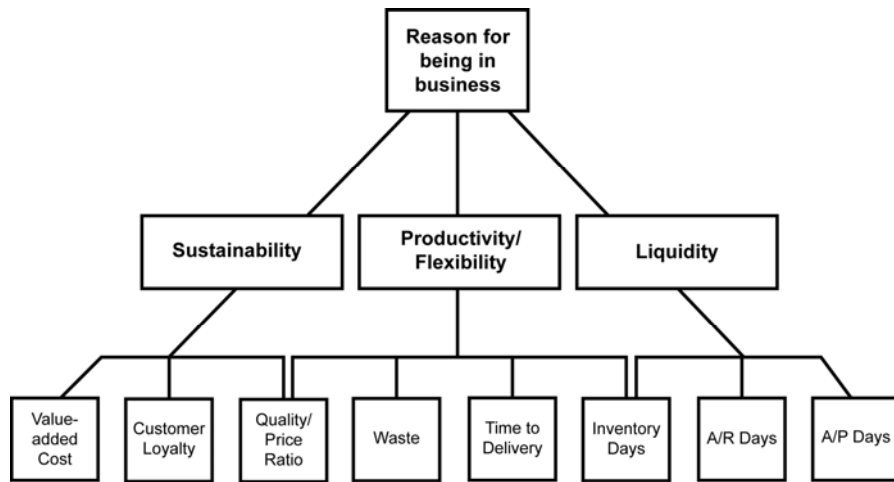 Reason for
being in
business
Sustainability
Productivity/
Flexibility
Liquidity
Value-
added
Cost
Customer
Loyalty
Quality/
Price
Ratio
Waste
Time to
Delivery
Inventory
Days
A/R Days
A/P Days